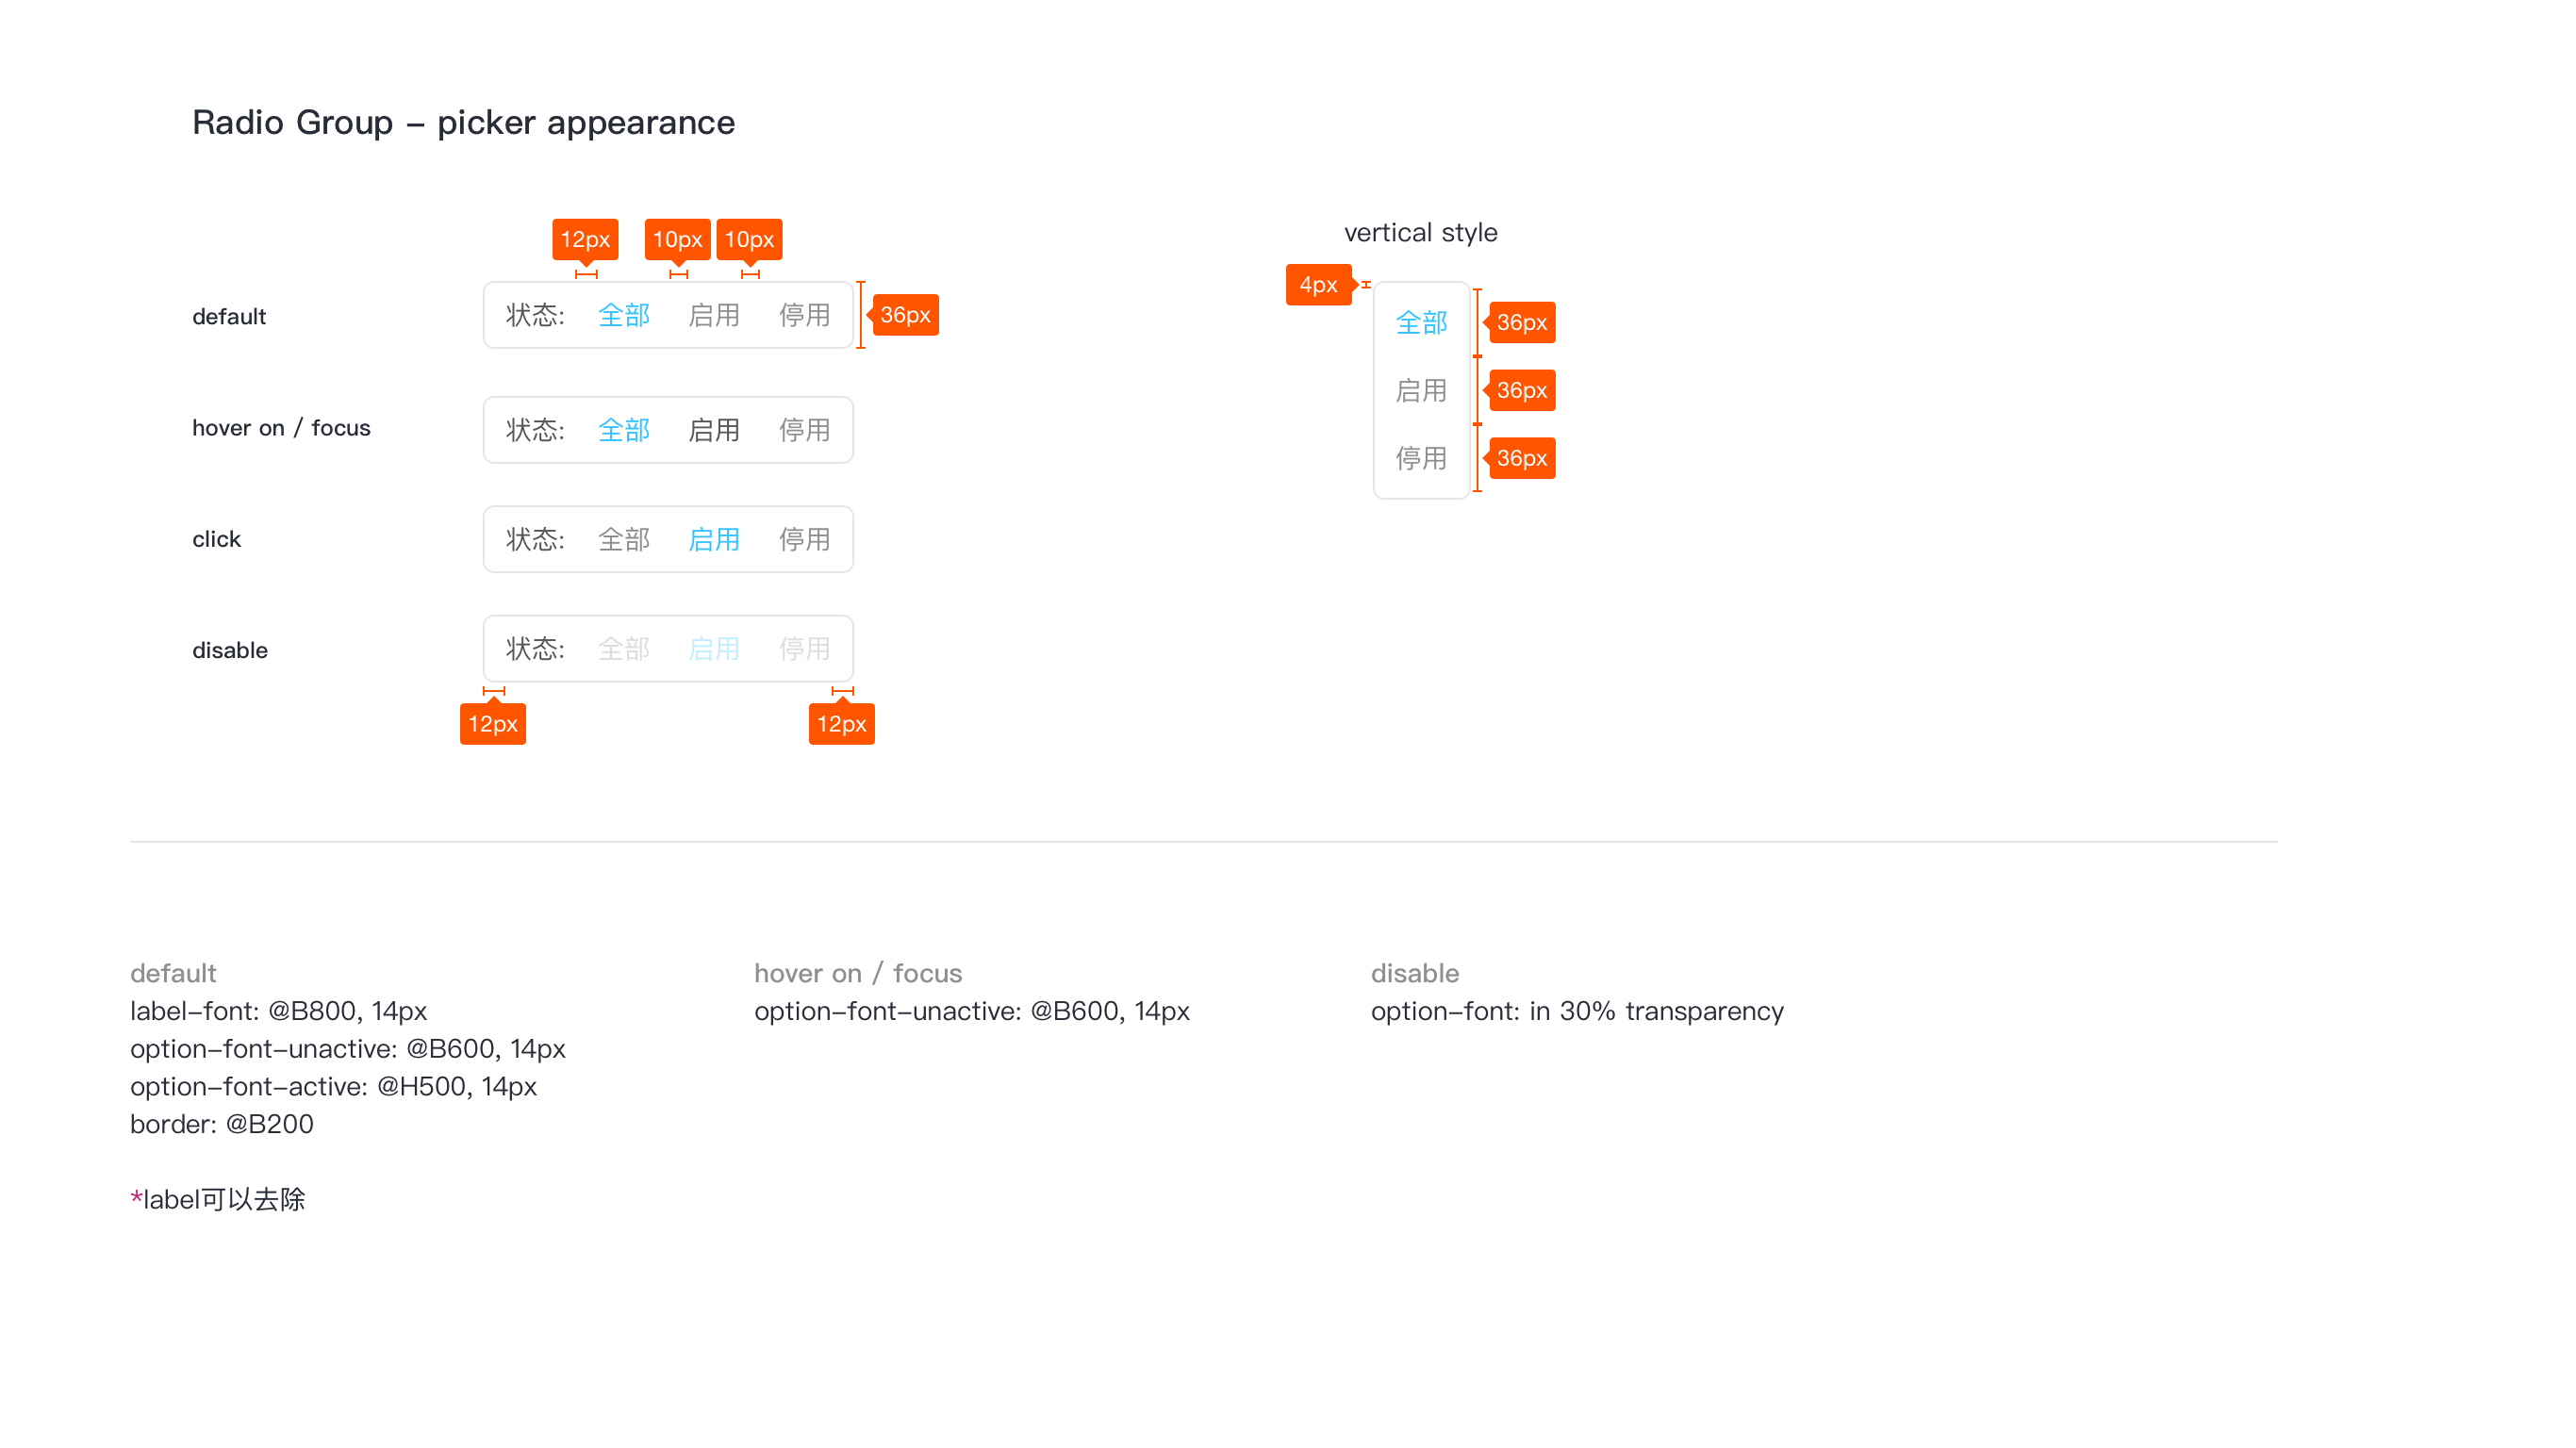 Radio Group – picker appearance
12px 10px 10px
vertical style
default
状态: 全部 启用 停用
36px
4px
全部
36px
启用
36px
停用
36px
hover on / focus
状态: 全部 启用 停用
click
状态: 全部 启用 停用
disable
状态: 全部 启用 停用
12px 12px
default
label–font: @B800, 14px
option–font–unactive: @B600, 14px
option–font–active: @H500, 14px
border: @B200
*label可以去除
hover on / focus
option–font–unactive: @B600, 14px
disable
option–font: in 30% transparency